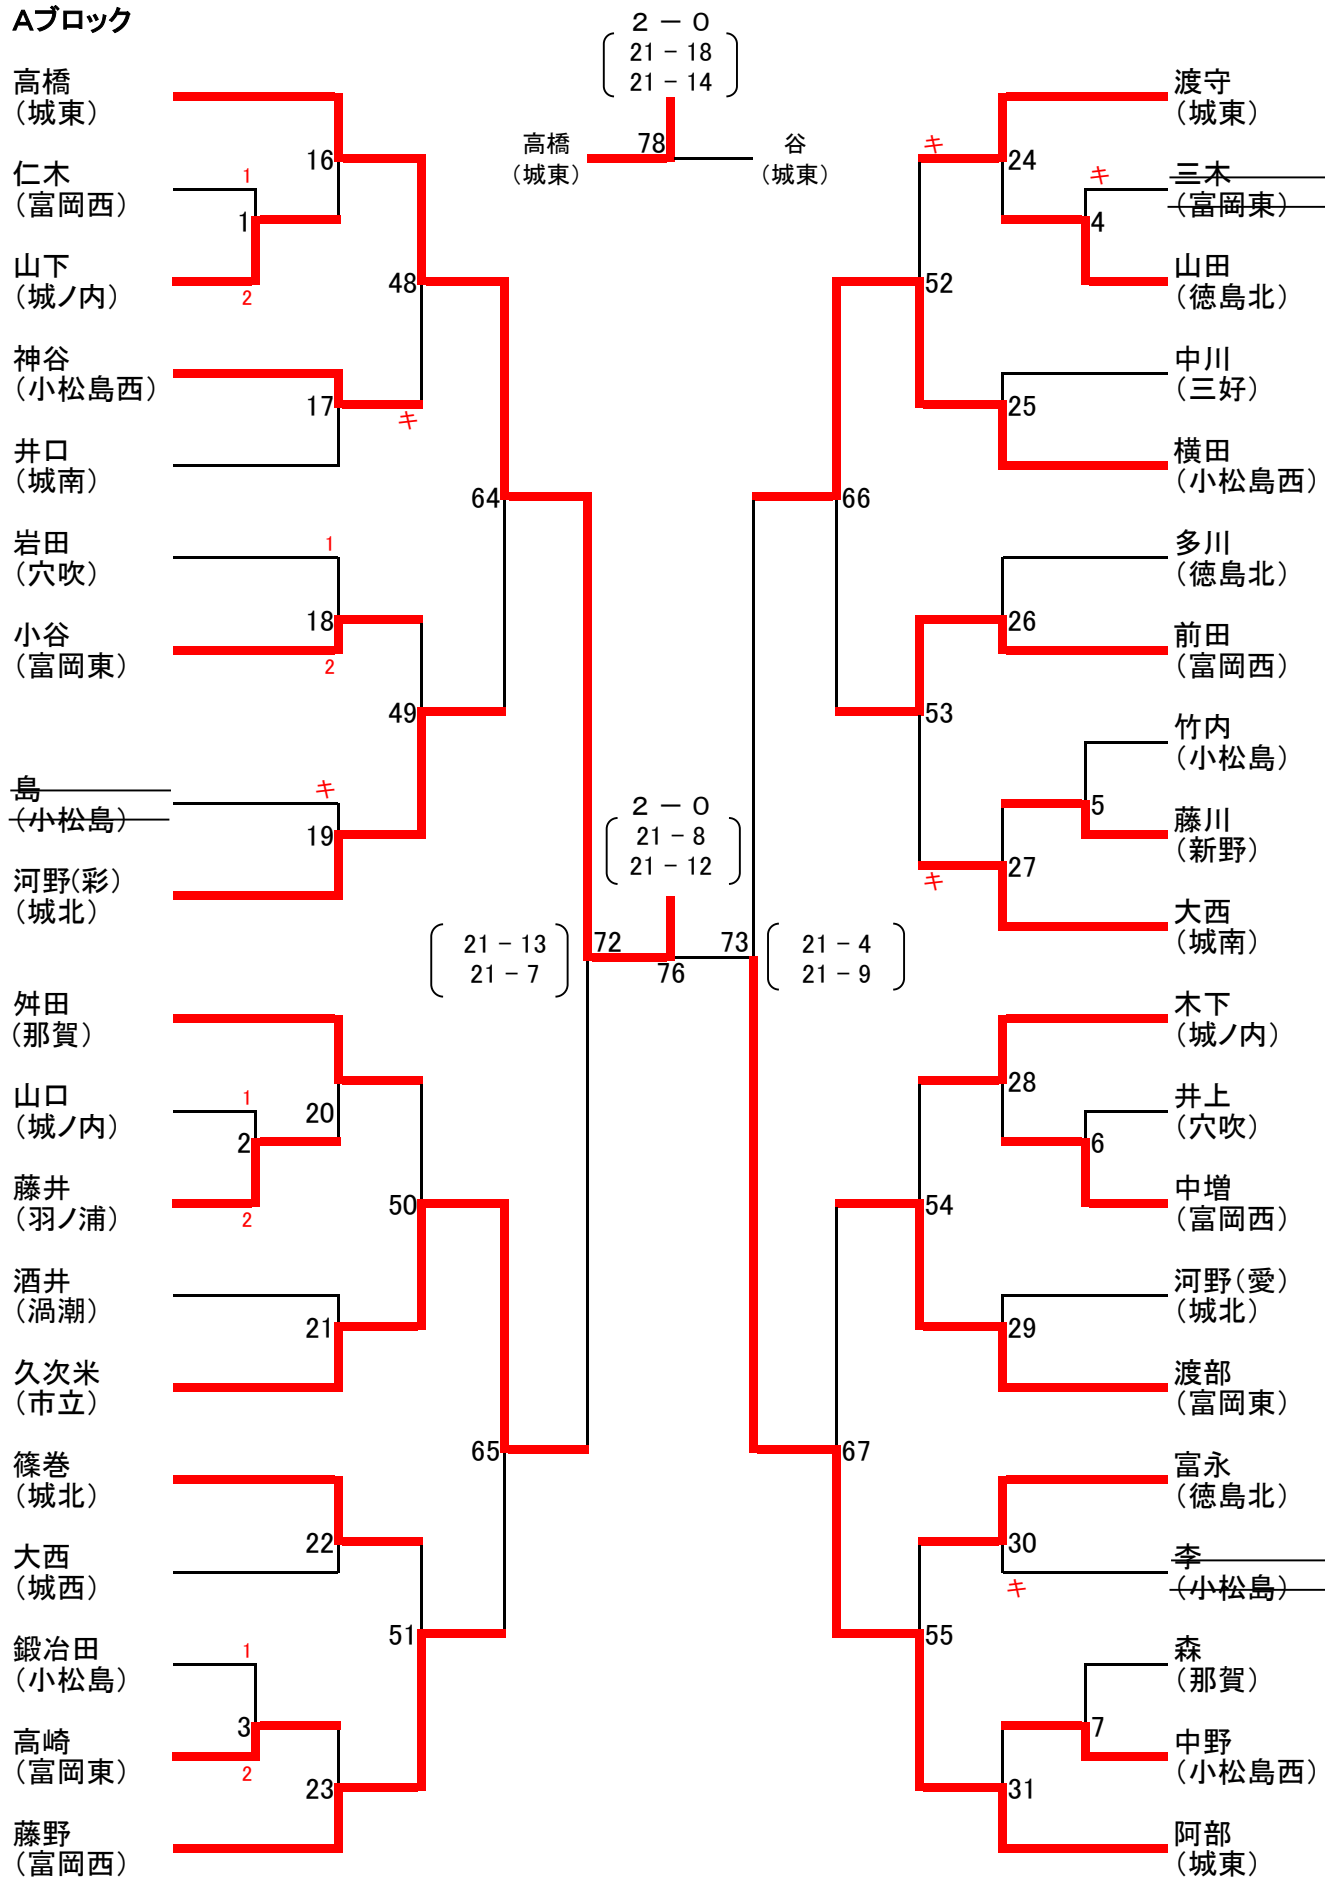 Aブロック
2 － 0
21 － 18
21 － 14
高橋
（城東）
78
谷
（城東）
高橋
（城東）
16
仁木
（富岡西）
1
1
山下
（城ノ内）
2
48
神谷
（小松島西）
17
キ
井口
（城南）
64
岩田
（穴吹）
1
18
小谷
（富岡東）
2
49
島
（小松島）
キ
19
河野(彩）
（城北）
2 － 0
21 － 8
21 － 12
21 － 13
21 － 7
72
76
73
21 － 4
21 － 9
舛田
（那賀）
20
山口
（城ノ内）
1
2
藤井
（羽ノ浦）
2
50
酒井
（渦潮）
21
久次米
（市立）
65
篠巻
（城北）
22
大西
（城西）
51
鍛冶田
（小松島）
1
3
高崎
（富岡東）
2
23
藤野
（富岡西）
渡守
（城東）
キ
24
三木
（富岡東）
キ
4
山田
（徳島北）
52
中川
（三好）
25
横田
（小松島西）
66
多川
（徳島北）
26
前田
（富岡西）
53
竹内
（小松島）
5
藤川
（新野）
27
キ
大西
（城南）
木下
（城ノ内）
28
井上
（穴吹）
6
中増
（富岡西）
54
河野（愛）
（城北）
29
渡部
（富岡東）
67
富永
（徳島北）
30
李
（小松島）
キ
55
森
（那賀）
7
中野
（小松島西）
31
阿部
（城東）